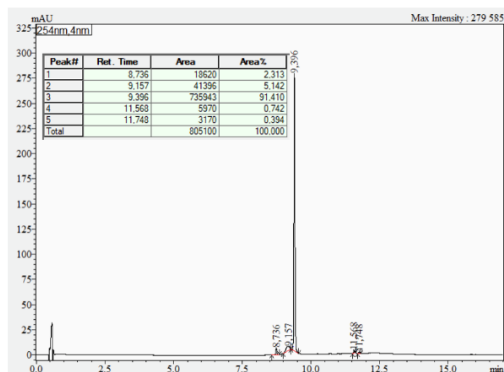 mAU
Max Intensity : 279 585
254nm,4nm
Peak# Ret. Time Area Area%
1 8,736 18620 2,313
2 9,157 41396 5,142
3 9,396 735943 91,410
4 11,568 5970 0,742
5 11,748 3170 0,394
Total 805100 100,000
325
300
275
250
225
200
175
150
125
100
75
50
25
0
9,396
8,736
9,157
11,568
11,748
0.0 2.5 5.0 7.5 10.0 12.5 15.0